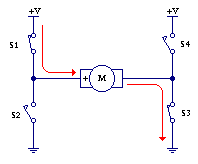 +V +V
S1 S4
+ M
S2 S3